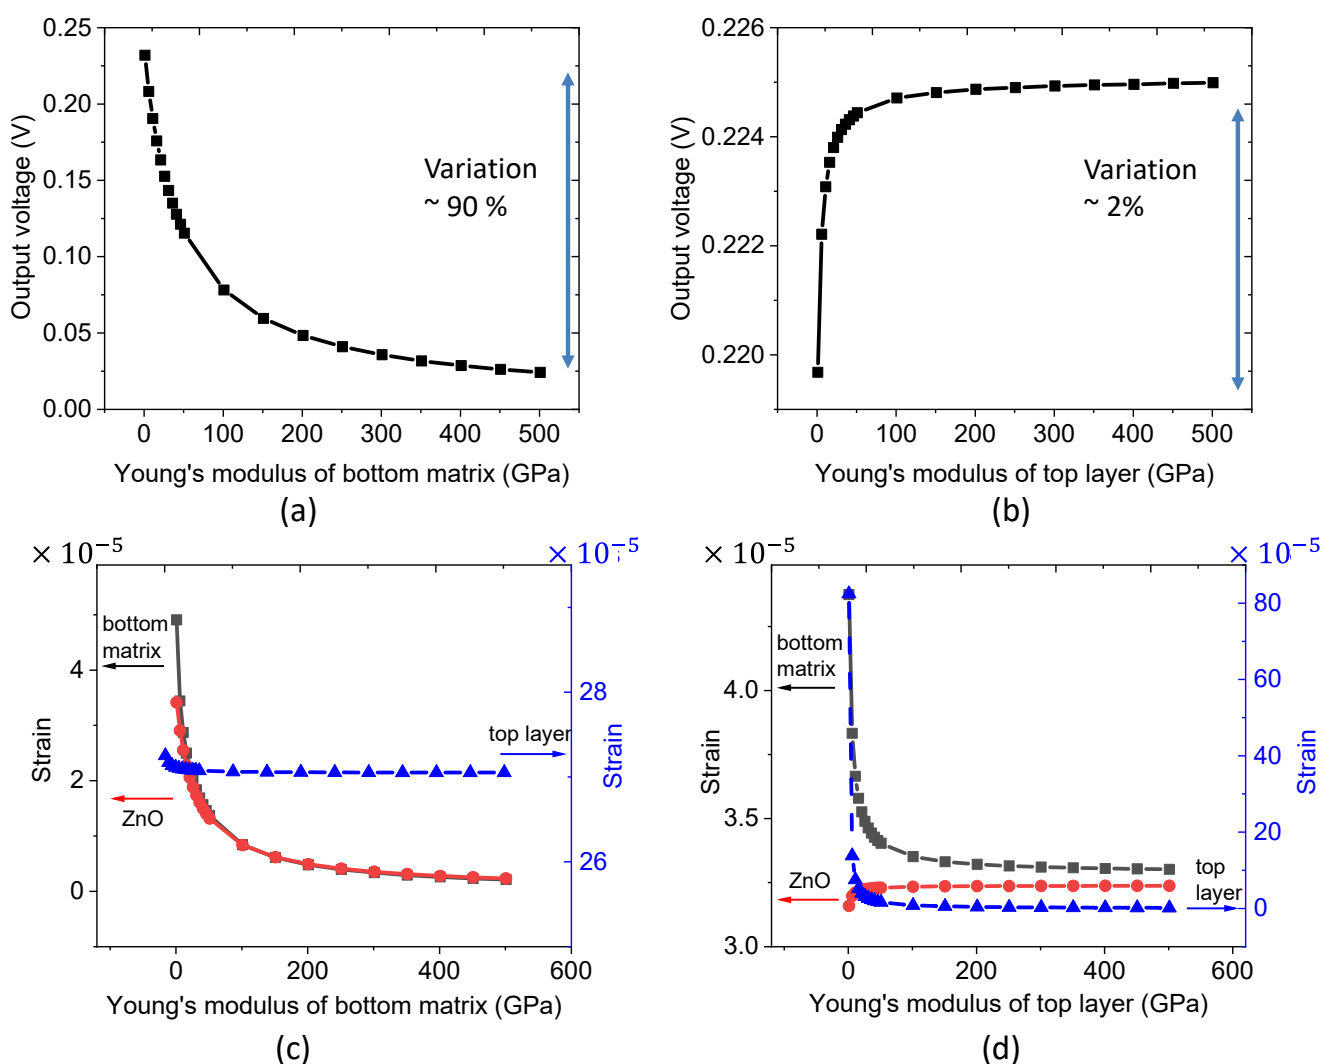 0.25
0.20
0.15
0.10
0.05
0.00
Output voltage (V)
Variation
~ 90 %
0
100
200
300
400
500
Young's modulus of bottom matrix (GPa)
(a)
0.226
0.224
0.222
0.220
Output voltage (V)
Variation
~ 2%
0
100
200
300
400
500
Young's modulus of top layer (GPa)
(b)
× 10⁻⁵
× 10⁻⁵
4
2
0
Strain
bottom
matrix
ZnO
top layer
28
26
Strain
0
200
400
600
Young's modulus of bottom matrix (GPa)
(c)
× 10⁻⁵
× 10⁻⁵
4.0
3.5
3.0
Strain
bottom
matrix
ZnO
top
layer
80
60
40
20
0
Strain
0
200
400
600
Young's modulus of top layer (GPa)
(d)